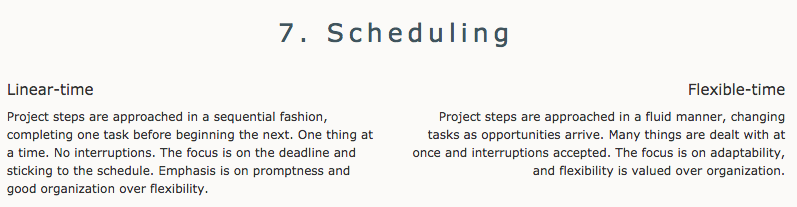 7. Scheduling
Linear-time
Project steps are approached in a sequential fashion,
completing one task before beginning the next. One thing at
a time. No interruptions. The focus is on the deadline and
sticking to the schedule. Emphasis is on promptness and
good organization over flexibility.
Flexible-time
Project steps are approached in a fluid manner, changing
tasks as opportunities arrive. Many things are dealt with at
once and interruptions accepted. The focus is on adaptability,
and flexibility is valued over organization.